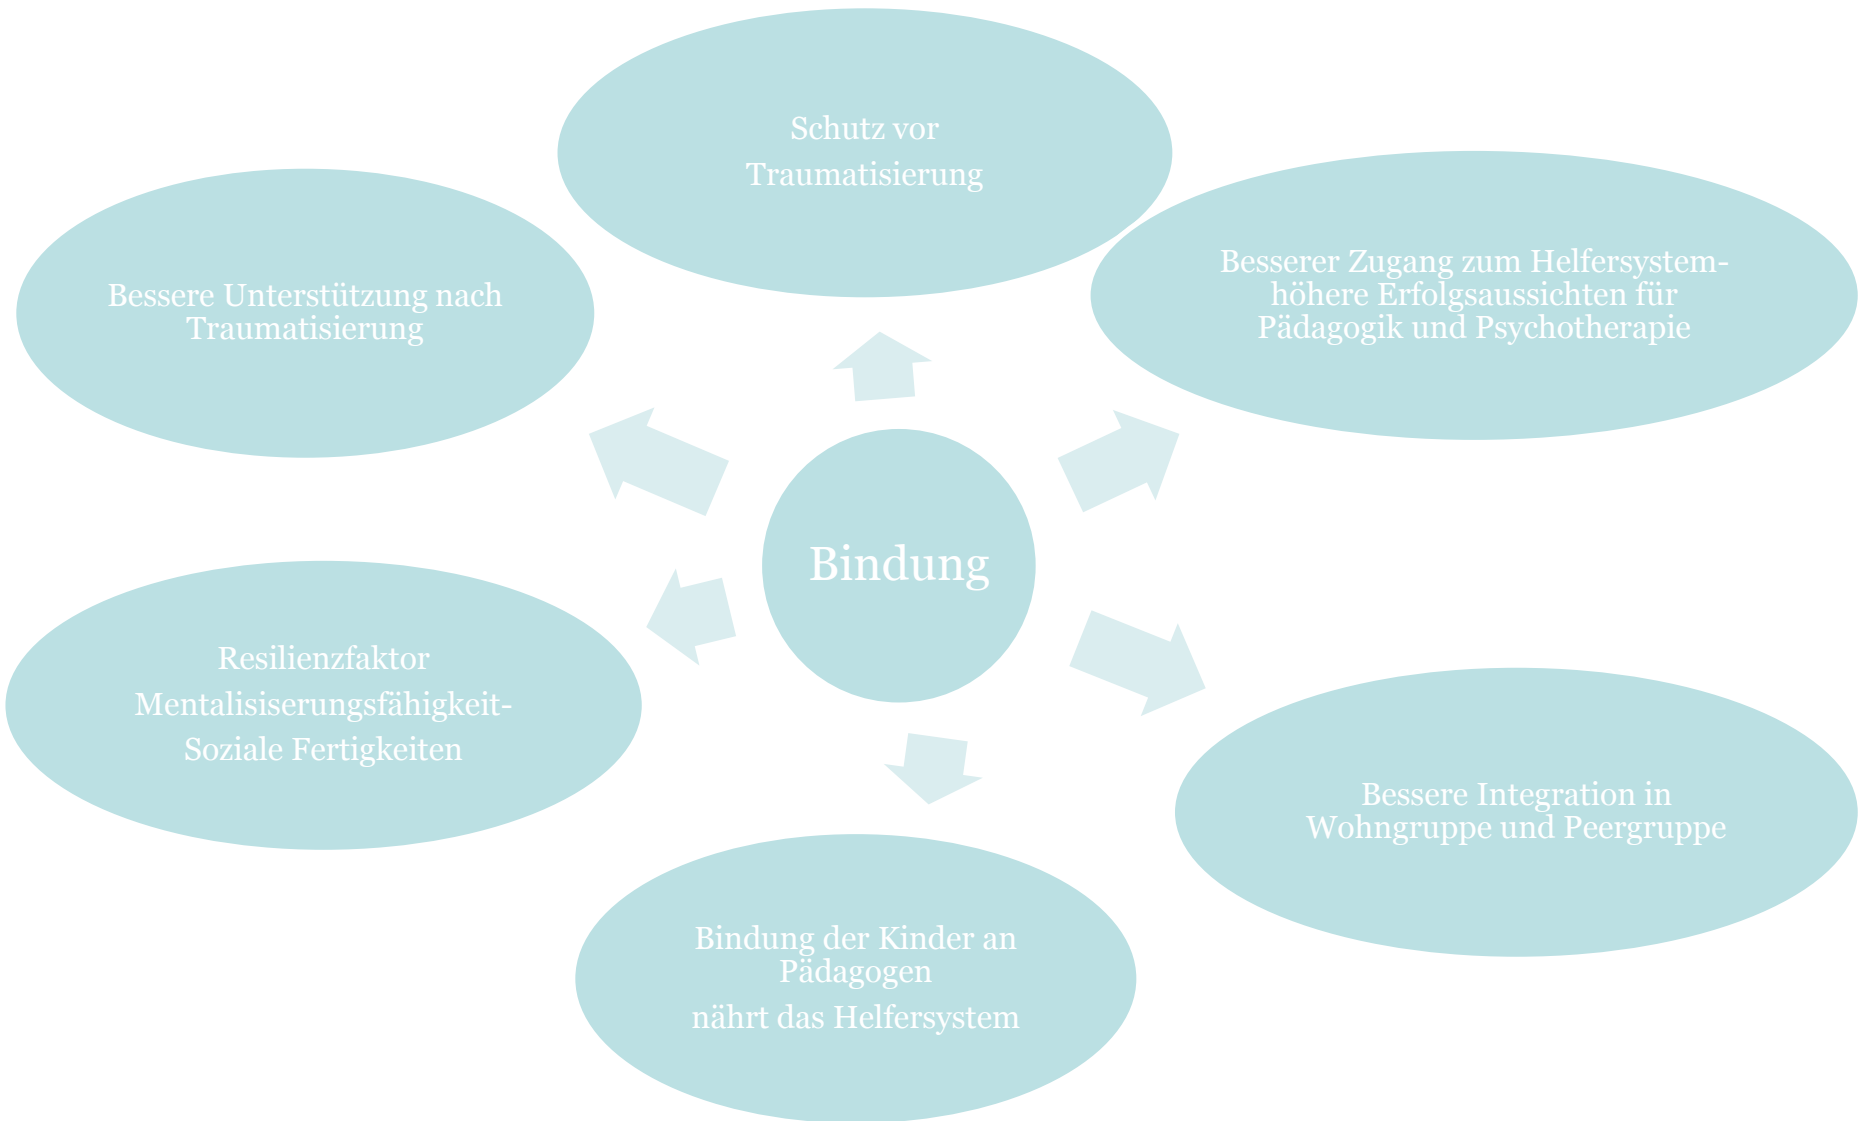 Schutz vor
Traumatisierung
Bessere Unterstützung nach
Traumatisierung
Besserer Zugang zum Helfersystem-
höhere Erfolgsaussichten für
Pädagogik und Psychotherapie
Bindung
Resilienzfaktor
Mentalisiserungsfähigkeit-
Soziale Fertigkeiten
Bessere Integration in
Wohngruppe und Peergruppe
Bindung der Kinder an
Pädagogen
nährt das Helfersystem